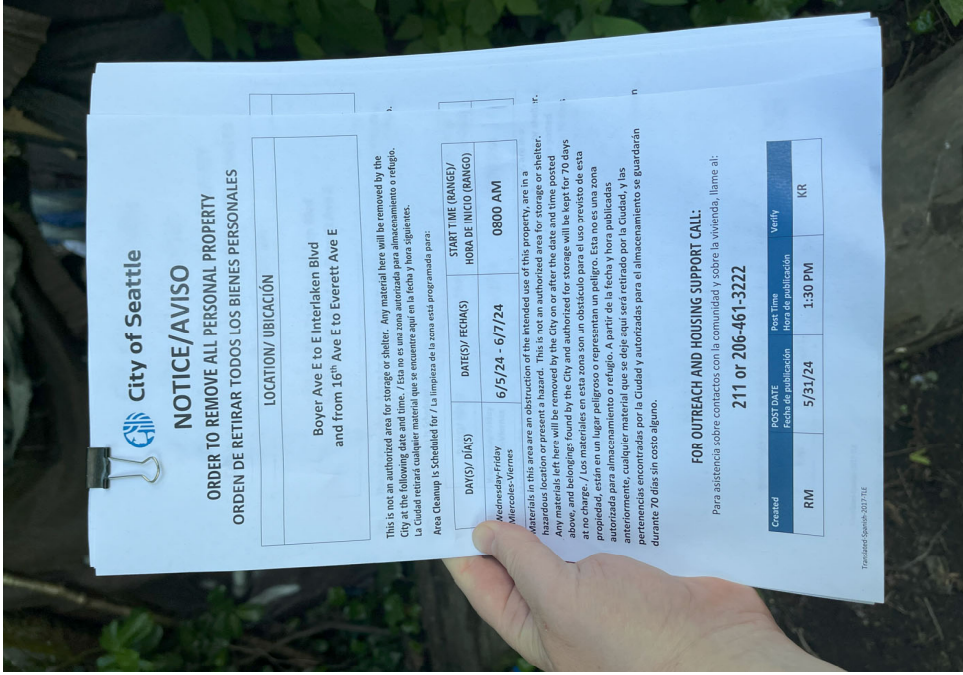 City of Seattle
NOTICE/AVISO
ORDER TO REMOVE ALL PERSONAL PROPERTY
ORDEN DE RETIRAR TODOS LOS BIENES PERSONALES
LOCATION/ UBICACIÓN
Boyer Ave E to E Interlaken Blvd
and from 16th Ave E to Everett Ave E
This is not an authorized area for storage or shelter. Any material here will be removed by the
City at the following date and time. / Esta no es una zona autorizada para almacenamiento o refugio.
La Ciudad retirará cualquier material que se encuentre aquí en la fecha y hora siguientes.
Area Cleanup Is Scheduled for / La limpieza de la zona está programada para:
DAY(S)/ DÍA(S) DATE(S)/ FECHA(S) START TIME (RANGE)/
HORA DE INICIO (RANGO)
Wednesday-Friday
Miercoles-Viernes 6/5/24 - 6/7/24 0800 AM
Materials in this area are an obstruction of the intended use of this property, are in a
hazardous location or present a hazard. This is not an authorized area for storage or shelter.
Any materials left here will be removed by the City on or after the date and time posted
above, and belongings found by the City and authorized for storage will be kept for 70 days
at no charge. / Los materiales en esta zona son un obstáculo para el uso previsto de esta
propiedad, están en un lugar peligroso o representan un peligro. Esta no es una zona
autorizada para almacenamiento o refugio. A partir de la fecha y hora publicadas
anteriormente, cualquier material que se deje aquí será retirado por la Ciudad, y las
pertenencias encontradas por la Ciudad y autorizadas para el almacenamiento se guardarán
durante 70 días sin costo alguno.
FOR OUTREACH AND HOUSING SUPPORT CALL:
Para asistencia sobre contactos con la comunidad y sobre la vivienda, llame al:
211 or 206-461-3222
Created POST DATE Post Time Verify
Fecha de publicación Hora de publicación
RM 5/31/24 1:30 PM KR
Translated-Spanish-2017-TLE